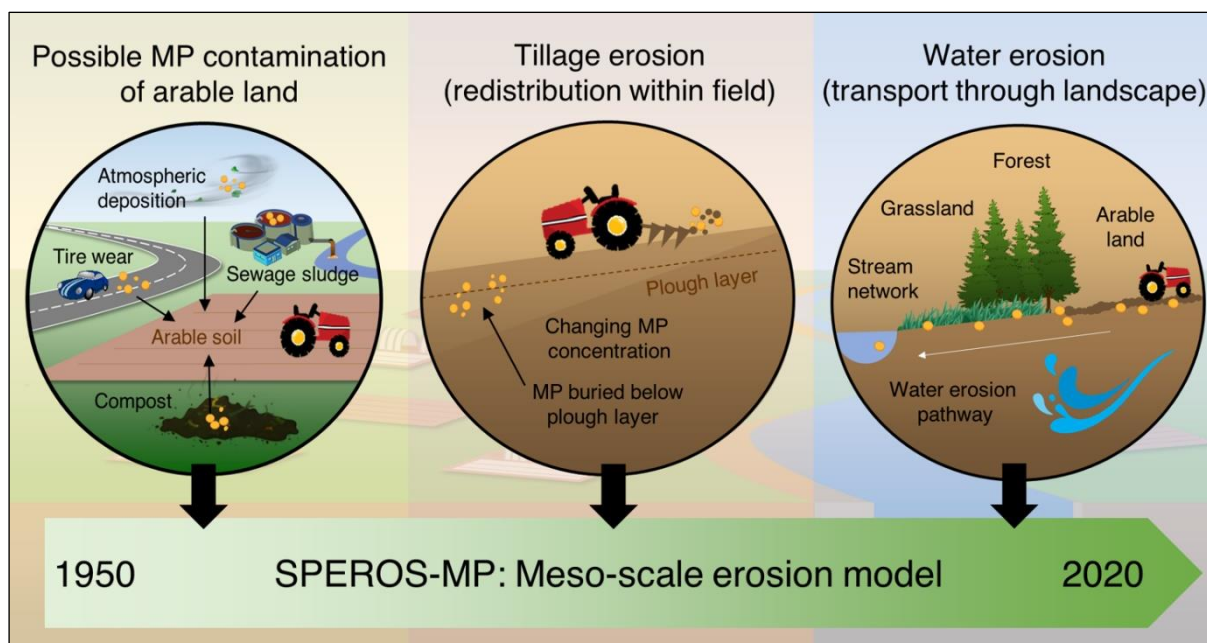 Possible MP contamination
of arable land
Atmospheric
deposition
Tire wear
Sewage sludge
Arable soil
Compost
Tillage erosion
(redistribution within field)
Plough layer
Changing MP
concentration
MP buried below
plough layer
Water erosion
(transport through landscape)
Forest
Grassland
Arable
land
Stream
network
Water erosion
pathway
1950
SPEROS-MP: Meso-scale erosion model
2020